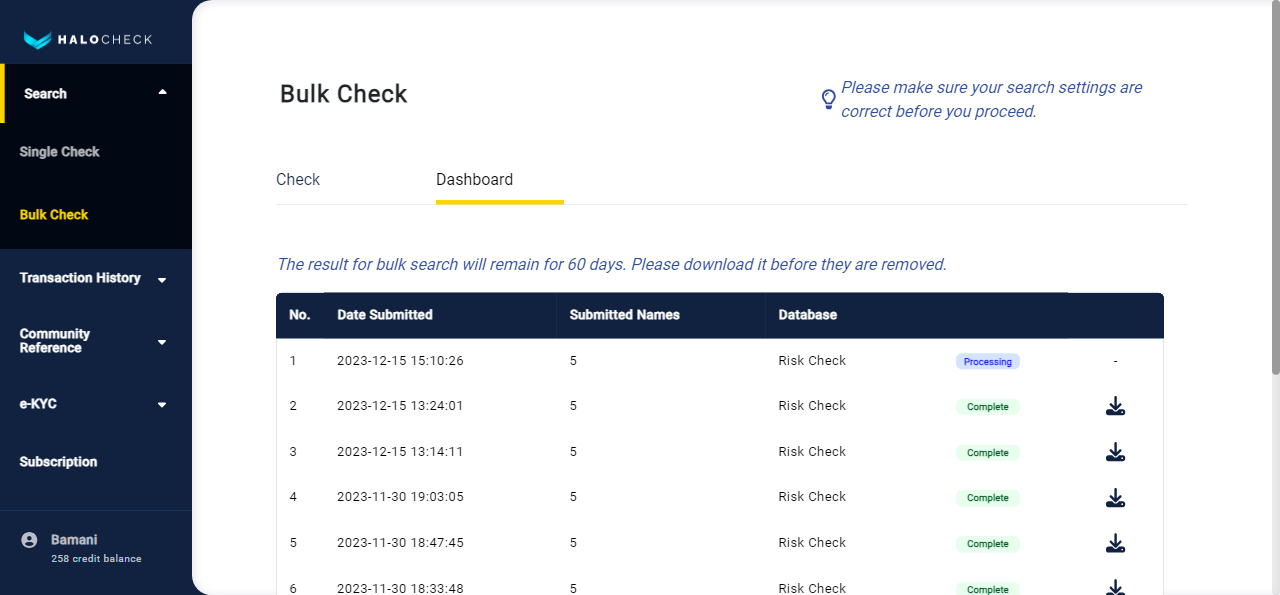 HALOCHECK
Search
Single Check
Bulk Check
Transaction History
Community
Reference
e-KYC
Subscription
Bamani
258 credit balance
Bulk Check
Please make sure your search settings are
correct before you proceed.
Check Dashboard
The result for bulk search will remain for 60 days. Please download it before they are removed.
No. Date Submitted Submitted Names Database
1 2023-12-15 15:10:26 5 Risk Check Processing -
2 2023-12-15 13:24:01 5 Risk Check Complete
3 2023-12-15 13:14:11 5 Risk Check Complete
4 2023-11-30 19:03:05 5 Risk Check Complete
5 2023-11-30 18:47:45 5 Risk Check Complete
6 2023-11-30 18:33:48 5 Risk Check Complete